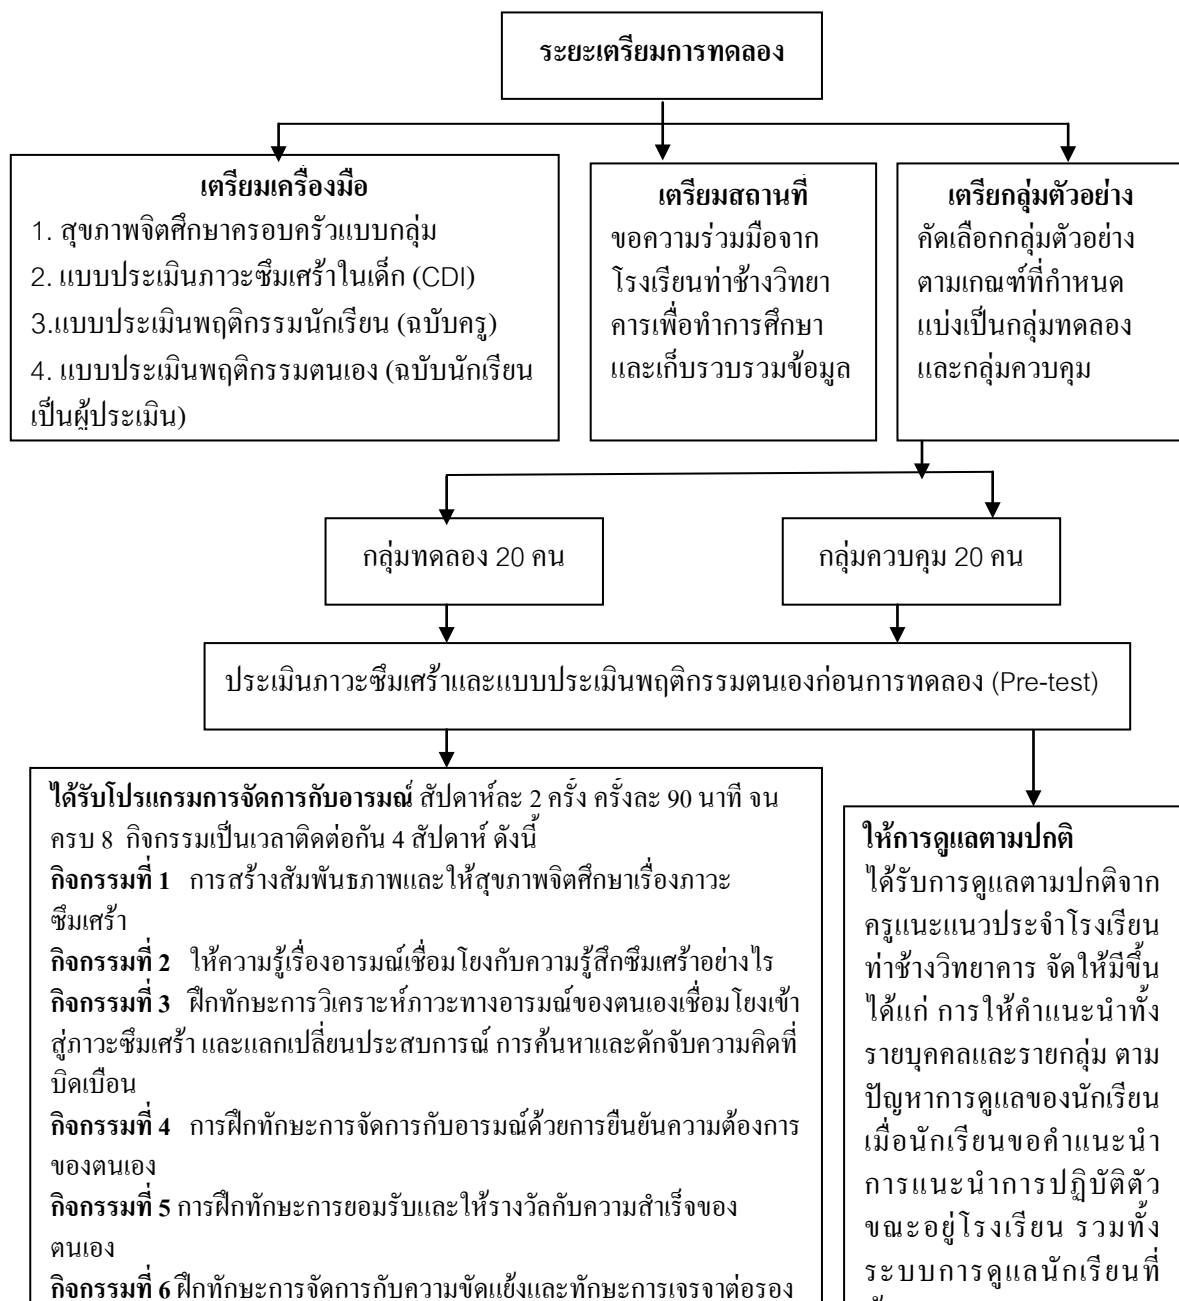 ระยะเตรียมการทดลอง
เตรียมเครื่องมือ
1. สุขภาพจิตศึกษาครอบครัวแบบกลุ่ม
2. แบบประเมินภาวะซึมเศร้าในเด็ก (CDI)
3.แบบประเมินพฤติกรรมนักเรียน (ฉบับครู)
4. แบบประเมินพฤติกรรมตนเอง (ฉบับนักเรียน
เป็นผู้ประเมิน)
เตรียมสถานที่
ขอความร่วมมือจาก
โรงเรียนท่าช้างวิทยา
คารเพื่อทำการศึกษา
และเก็บรวบรวมข้อมูล
เตรียกลุ่มตัวอย่าง
คัดเลือกกลุ่มตัวอย่าง
ตามเกณฑ์ที่กำหนด
แบ่งเป็นกลุ่มทดลอง
และกลุ่มควบคุม
กลุ่มทดลอง 20 คน
กลุ่มควบคุม 20 คน
ประเมินภาวะซึมเศร้าและแบบประเมินพฤติกรรมตนเองก่อนการทดลอง (Pre-test)
ได้รับโปรแกรมการจัดการกับอารมณ์ สัปดาห์ละ 2 ครั้ง ครั้งละ 90 นาที จน
ครบ 8 กิจกรรมเป็นเวลาติดต่อกัน 4 สัปดาห์ ดังนี้
กิจกรรมที่ 1 การสร้างสัมพันธภาพและให้สุขภาพจิตศึกษาเรื่องภาวะ
ซึมเศร้า
กิจกรรมที่ 2 ให้ความรู้เรื่องอารมณ์เชื่อมโยงกับความรู้สึกซึมเศร้าอย่างไร
กิจกรรมที่ 3 ฝึกทักษะการวิเคราะห์ภาวะทางอารมณ์ของตนเองเชื่อมโยงเข้า
สู่ภาวะซึมเศร้า และแลกเปลี่ยนประสบการณ์ การค้นหาและดักจับความคิดที่
บิดเบือน
กิจกรรมที่ 4 การฝึกทักษะการจัดการกับอารมณ์ด้วยการยืนยันความต้องการ
ของตนเอง
กิจกรรมที่ 5 การฝึกทักษะการยอมรับและให้รางวัลกับความสำเร็จของ
ตนเอง
กิจกรรมที่ 6 ฝึกทักษะการจัดการกับความขัดแย้งและทักษะการเจรจาต่อรอง
ให้การดูแลตามปกติ
ได้รับการดูแลตามปกติจาก
ครูแนะแนวประจำโรงเรียน
ท่าช้างวิทยาคาร จัดให้มีขึ้น
ได้แก่ การให้คำแนะนำทั้ง
รายบุคคลและรายกลุ่ม ตาม
ปัญหาการดูแลของนักเรียน
เมื่อนักเรียนขอคำแนะนำ
การแนะนำการปฏิบัติตัว
ขณะอยู่โรงเรียน รวมทั้ง
ระบบการดูแลนักเรียนที่